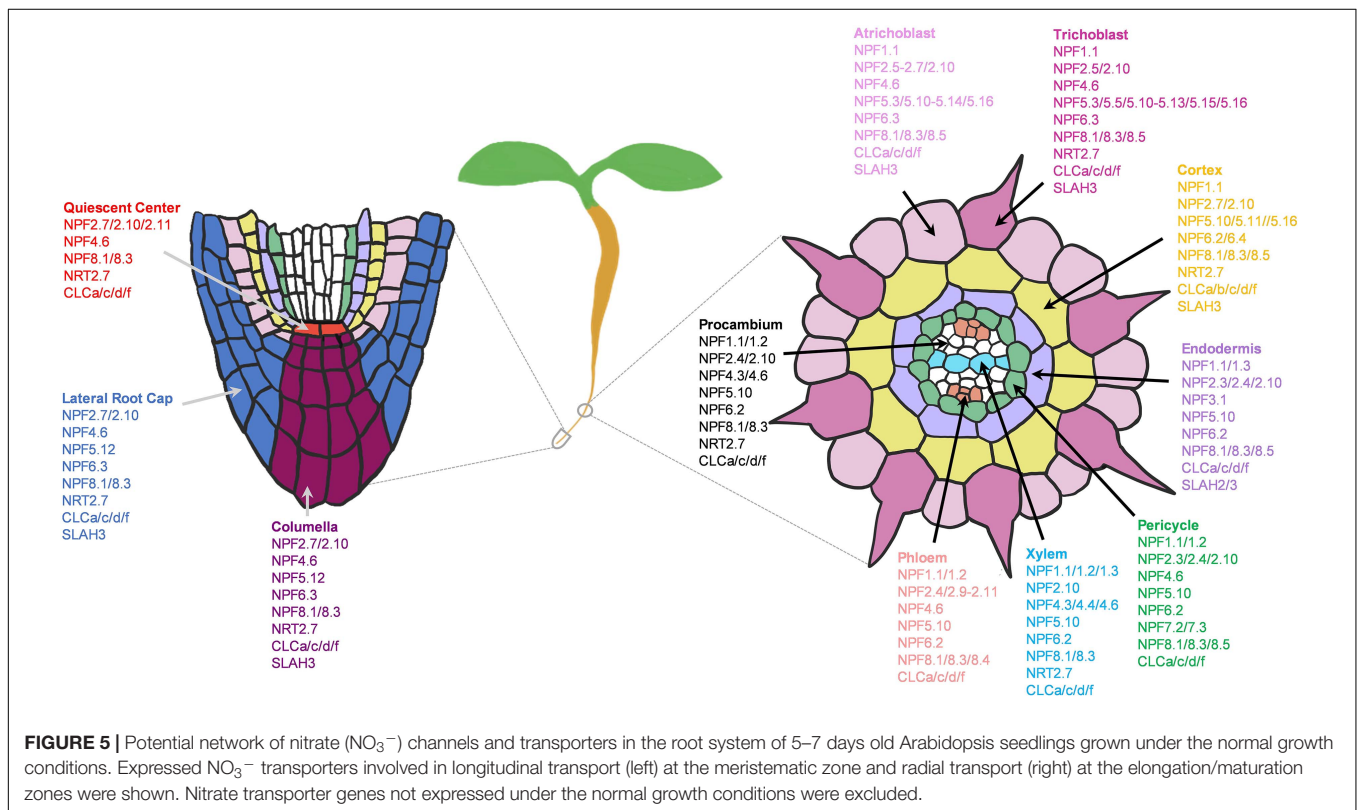 Atrichoblast
NPF1.1
NPF2.5-2.7/2.10
NPF4.6
NPF5.3/5.10-5.14/5.16
NPF6.3
NPF8.1/8.3/8.5
CLCa/c/d/f
SLAH3
Trichoblast
NPF1.1
NPF2.5/2.10
NPF4.6
NPF5.3/5.5/5.10-5.13/5.15/5.16
NPF6.3
NPF8.1/8.3/8.5
NRT2.7
CLCa/c/d/f
SLAH3
Cortex
NPF1.1
NPF2.7/2.10
NPF5.10/5.11//5.16
NPF6.2/6.4
NPF8.1/8.3/8.5
NRT2.7
CLCa/b/c/d/f
SLAH3
Quiescent Center
NPF2.7/2.10/2.11
NPF4.6
NPF8.1/8.3
NRT2.7
CLCa/c/d/f
Procambium
NPF1.1/1.2
NPF2.4/2.10
NPF4.3/4.6
NPF5.10
NPF6.2
NPF8.1/8.3
NRT2.7
CLCa/c/d/f
Endodermis
NPF1.1/1.3
NPF2.3/2.4/2.10
NPF3.1
NPF5.10
NPF6.2
NPF8.1/8.3/8.5
CLCa/c/d/f
SLAH2/3
Lateral Root Cap
NPF2.7/2.10
NPF4.6
NPF5.12
NPF6.3
NPF8.1/8.3
NRT2.7
CLCa/c/d/f
SLAH3
Columella
NPF2.7/2.10
NPF4.6
NPF5.12
NPF6.3
NPF8.1/8.3
NRT2.7
CLCa/c/d/f
SLAH3
Phloem
NPF1.1/1.2
NPF2.4/2.9-2.11
NPF4.6
NPF5.10
NPF6.2
NPF8.1/8.3/8.4
CLCa/c/d/f
Xylem
NPF1.1/1.2/1.3
NPF2.10
NPF4.3/4.4/4.6
NPF5.10
NPF6.2
NPF8.1/8.3
NRT2.7
CLCa/c/d/f
Pericycle
NPF1.1/1.2
NPF2.3/2.4/2.10
NPF4.6
NPF5.10
NPF6.2
NPF7.2/7.3
NPF8.1/8.3/8.5
CLCa/c/d/f
FIGURE 5 | Potential network of nitrate (NO₃⁻) channels and transporters in the root system of 5–7 days old Arabidopsis seedlings grown under the normal growth
conditions. Expressed NO₃⁻ transporters involved in longitudinal transport (left) at the meristematic zone and radial transport (right) at the elongation/maturation
zones were shown. Nitrate transporter genes not expressed under the normal growth conditions were excluded.